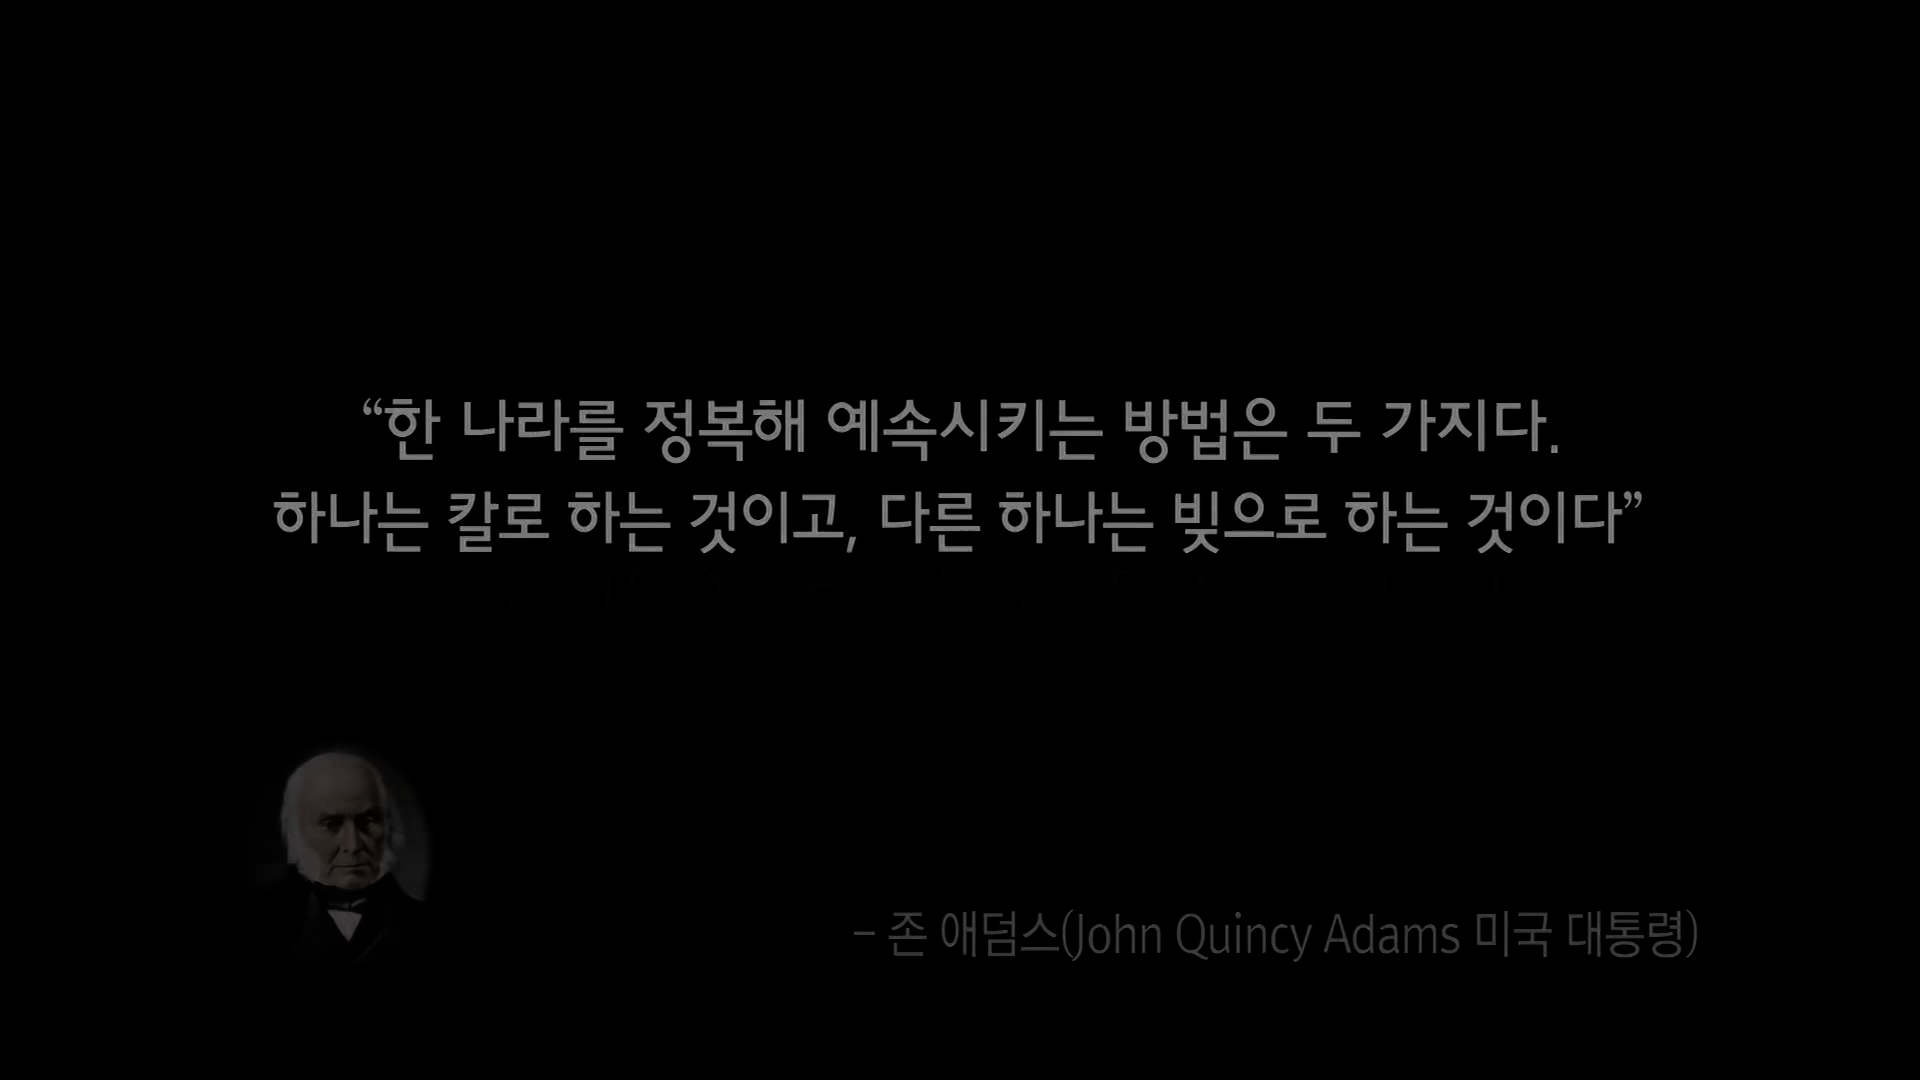 “한 나라를 정복해 예속시키는 방법은 두 가지다.
하나는 칼로 하는 것이고, 다른 하나는 빚으로 하는 것이다”
– 존 애덤스(John Quincy Adams 미국 대통령)